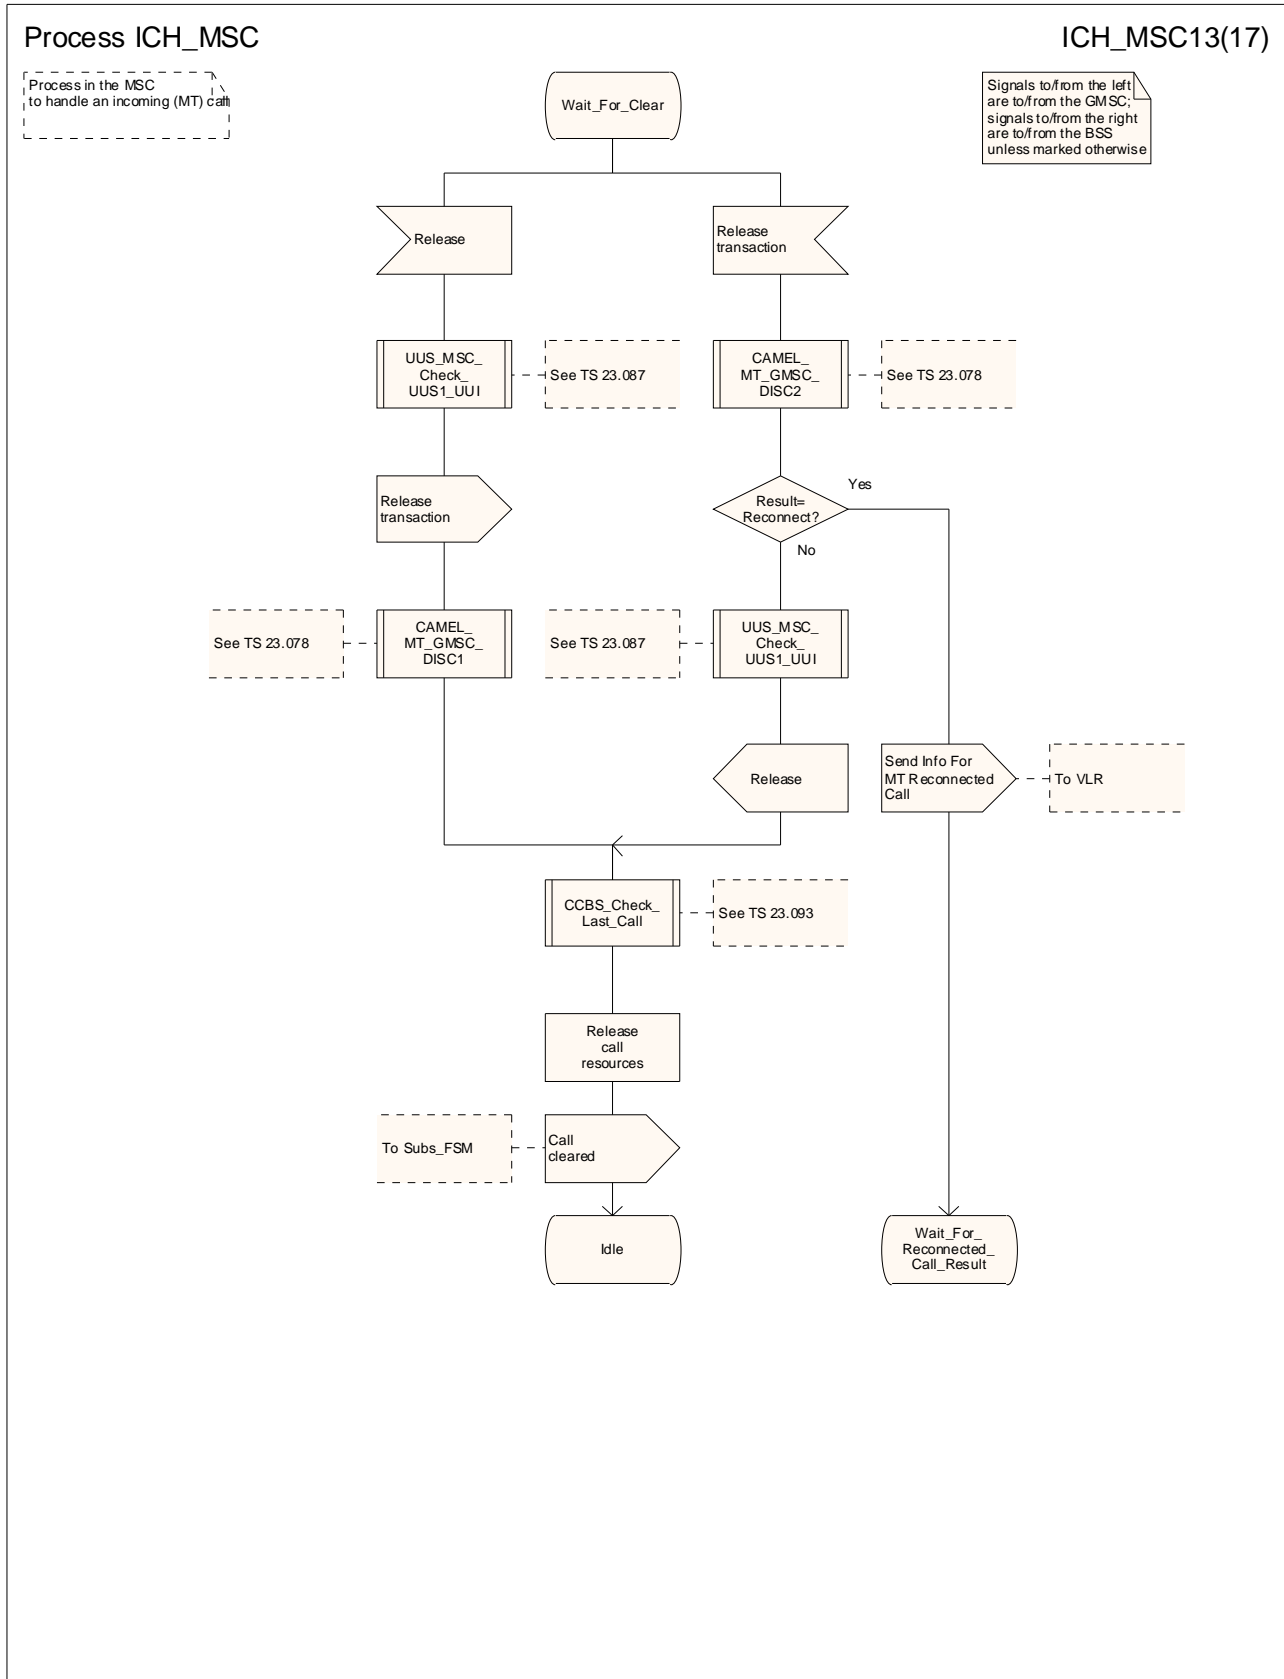 Process ICH_MSC
ICH_MSC13(17)
Process in the MSC
to handle an incoming (MT) call
Signals to/from the left
are to/from the GMSC;
signals to/from the right
are to/from the BSS
unless marked otherwise
Wait_For_Clear
Release
Release
transaction
UUS_MSC_
Check_
UUS1_UUI
See TS 23.087
CAMEL_
MT_GMSC_
DISC2
See TS 23.078
Release
transaction
Result=
Reconnect?
Yes
No
See TS 23.078
CAMEL_
MT_GMSC_
DISC1
See TS 23.087
UUS_MSC_
Check_
UUS1_UUI
Release
Send Info For
MT Reconnected
Call
To VLR
CCBS_Check_
Last_Call
See TS 23.093
Release
call
resources
To Subs_FSM
Call
cleared
Idle
Wait_For_
Reconnected_
Call_Result